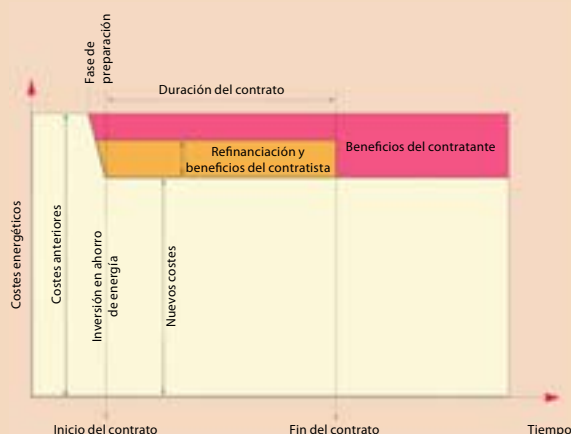 Fase de
preparación
Duración del contrato
Refinanciación y
beneficios del contratista
Beneficios del contratante
Costes energéticos
Costes anteriores
Inversión en ahorro
de energía
Nuevos costes
Inicio del contrato
Fin del contrato
Tiempo